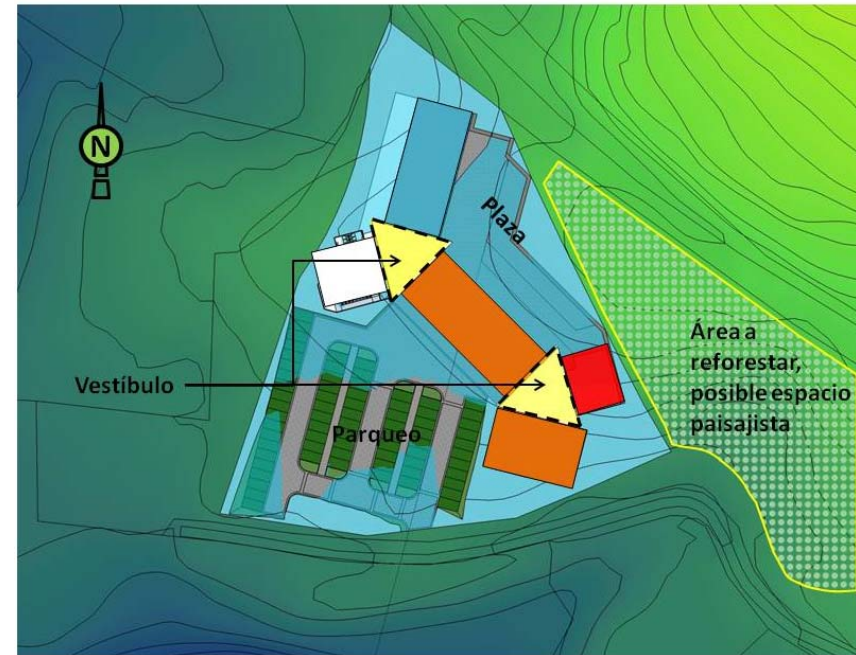 N
Plaza
Vestíbulo
Parqueo
Área a
reforestar,
posible espacio
paisajista